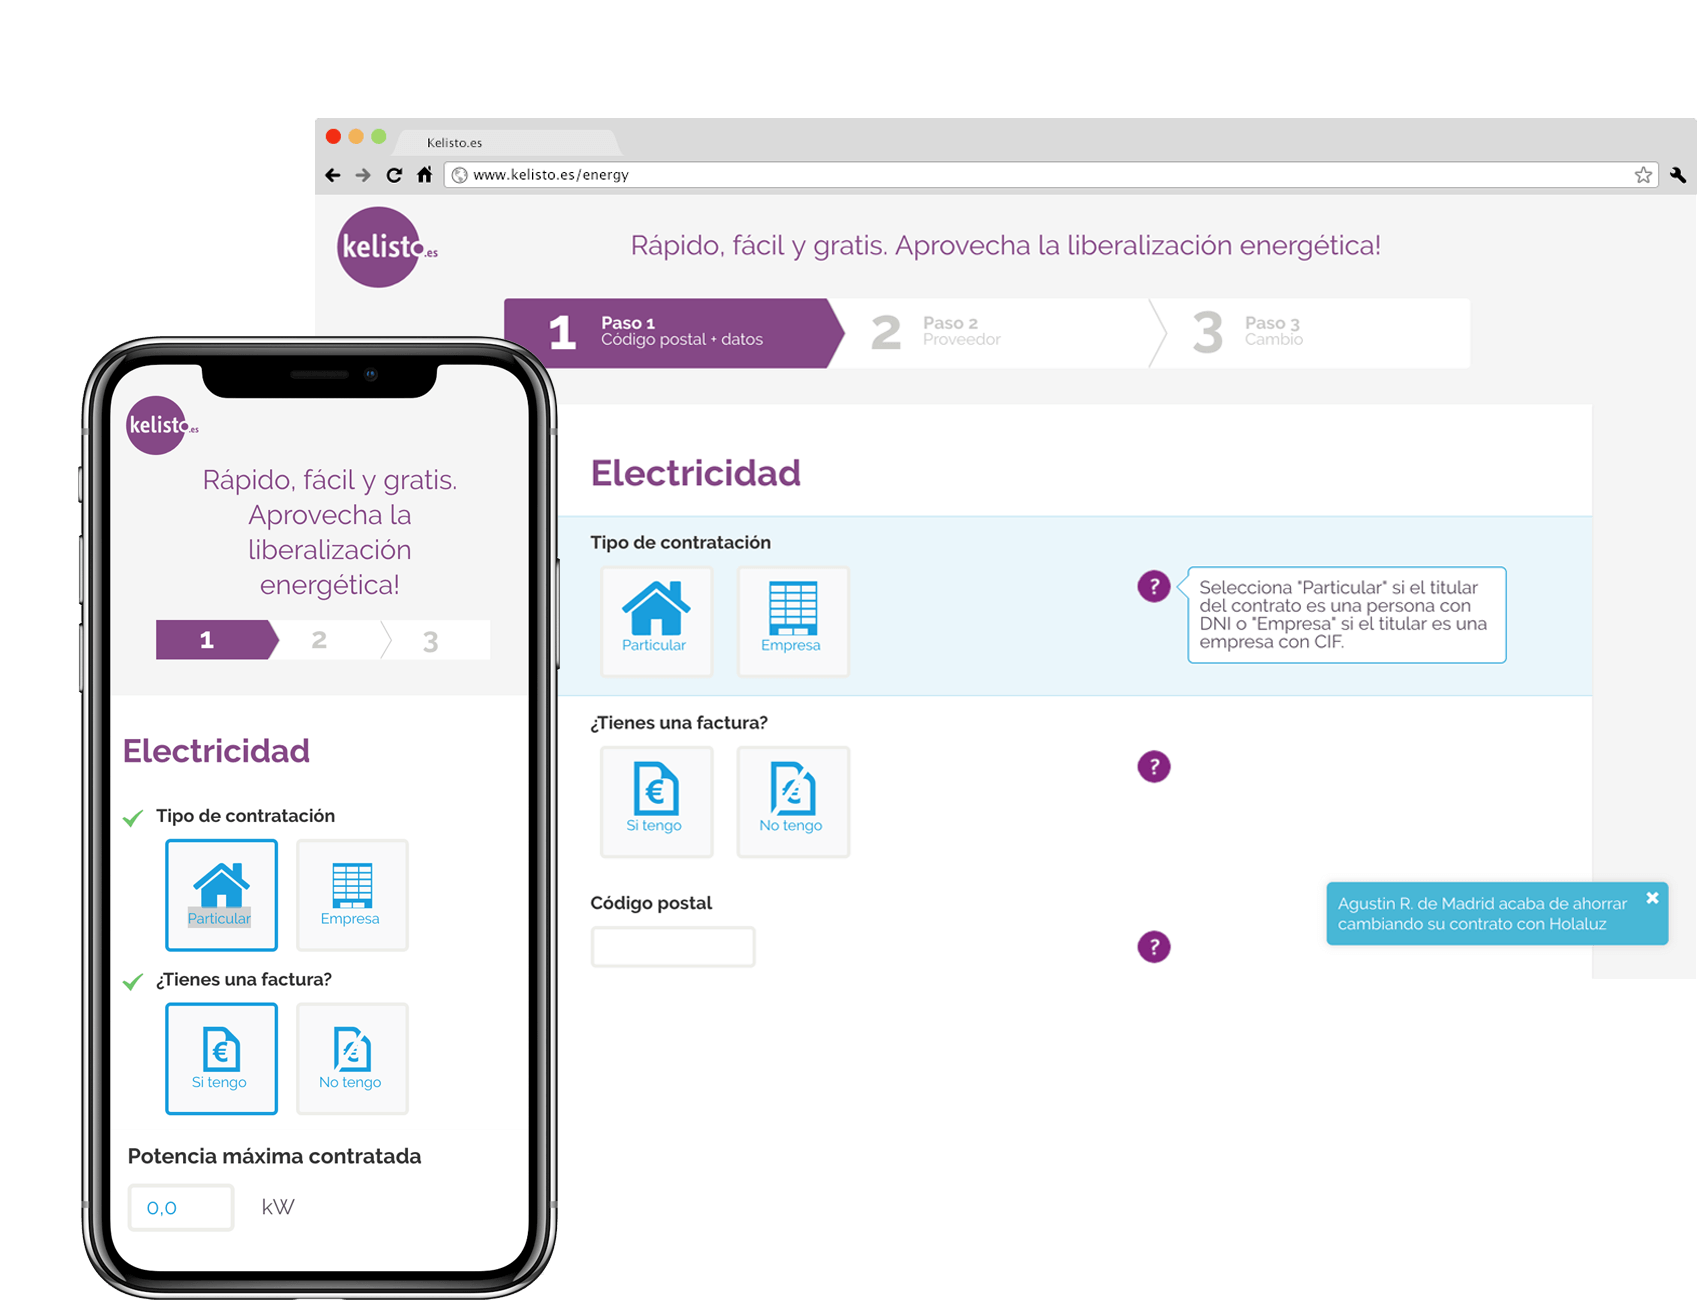 Kelisto.es
www.kelisto.es/energy
kelisto.es
Rápido, fácil y gratis. Aprovecha la liberalización energética!
1 Paso 1
Código postal + datos
2 Paso 2
Proveedor
3 Paso 3
Cambio
Electricidad
Tipo de contratación
Particular
Empresa
?
Selecciona "Particular" si el titular
del contrato es una persona con
DNI o "Empresa" si el titular es una
empresa con CIF.
¿Tienes una factura?
€
Si tengo
€
No tengo
?
Código postal
?
Agustin R. de Madrid acaba de ahorrar
cambiando su contrato con Holaluz
kelisto.es
Rápido, fácil y gratis.
Aprovecha la
liberalización
energética!
1 2 3
Electricidad
Tipo de contratación
Particular
Empresa
¿Tienes una factura?
€
Si tengo
€
No tengo
Potencia máxima contratada
0,0 kW